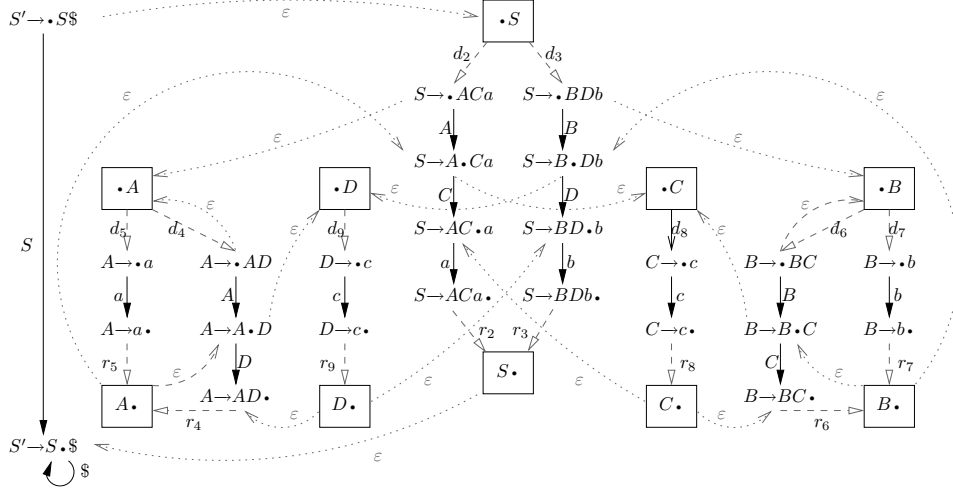 S′→•S$ ε •S
d₂ d₃
ε S→•ACa S→•BDb ε
ε A B ε
S→A•Ca S→B•Db
•A ε •D ε C D ε •C ε •B
d₅ d₄ d₉ S→AC•a S→BD•b d₈ ε d₆ d₇
S
A→•a A→•AD ε D→•c a b C→•c B→•BC B→•b
a A c S→ACa• S→BDb• c B b
A→a• A→A•D D→c• r₂ r₃ C→c• B→B•C B→b•
r₅ ε D r₉ ε S• ε r₈ C ε r₇
A• A→AD• ε D• C• ε B→BC• B•
r₄ r₆
S′→S•$ ε
$